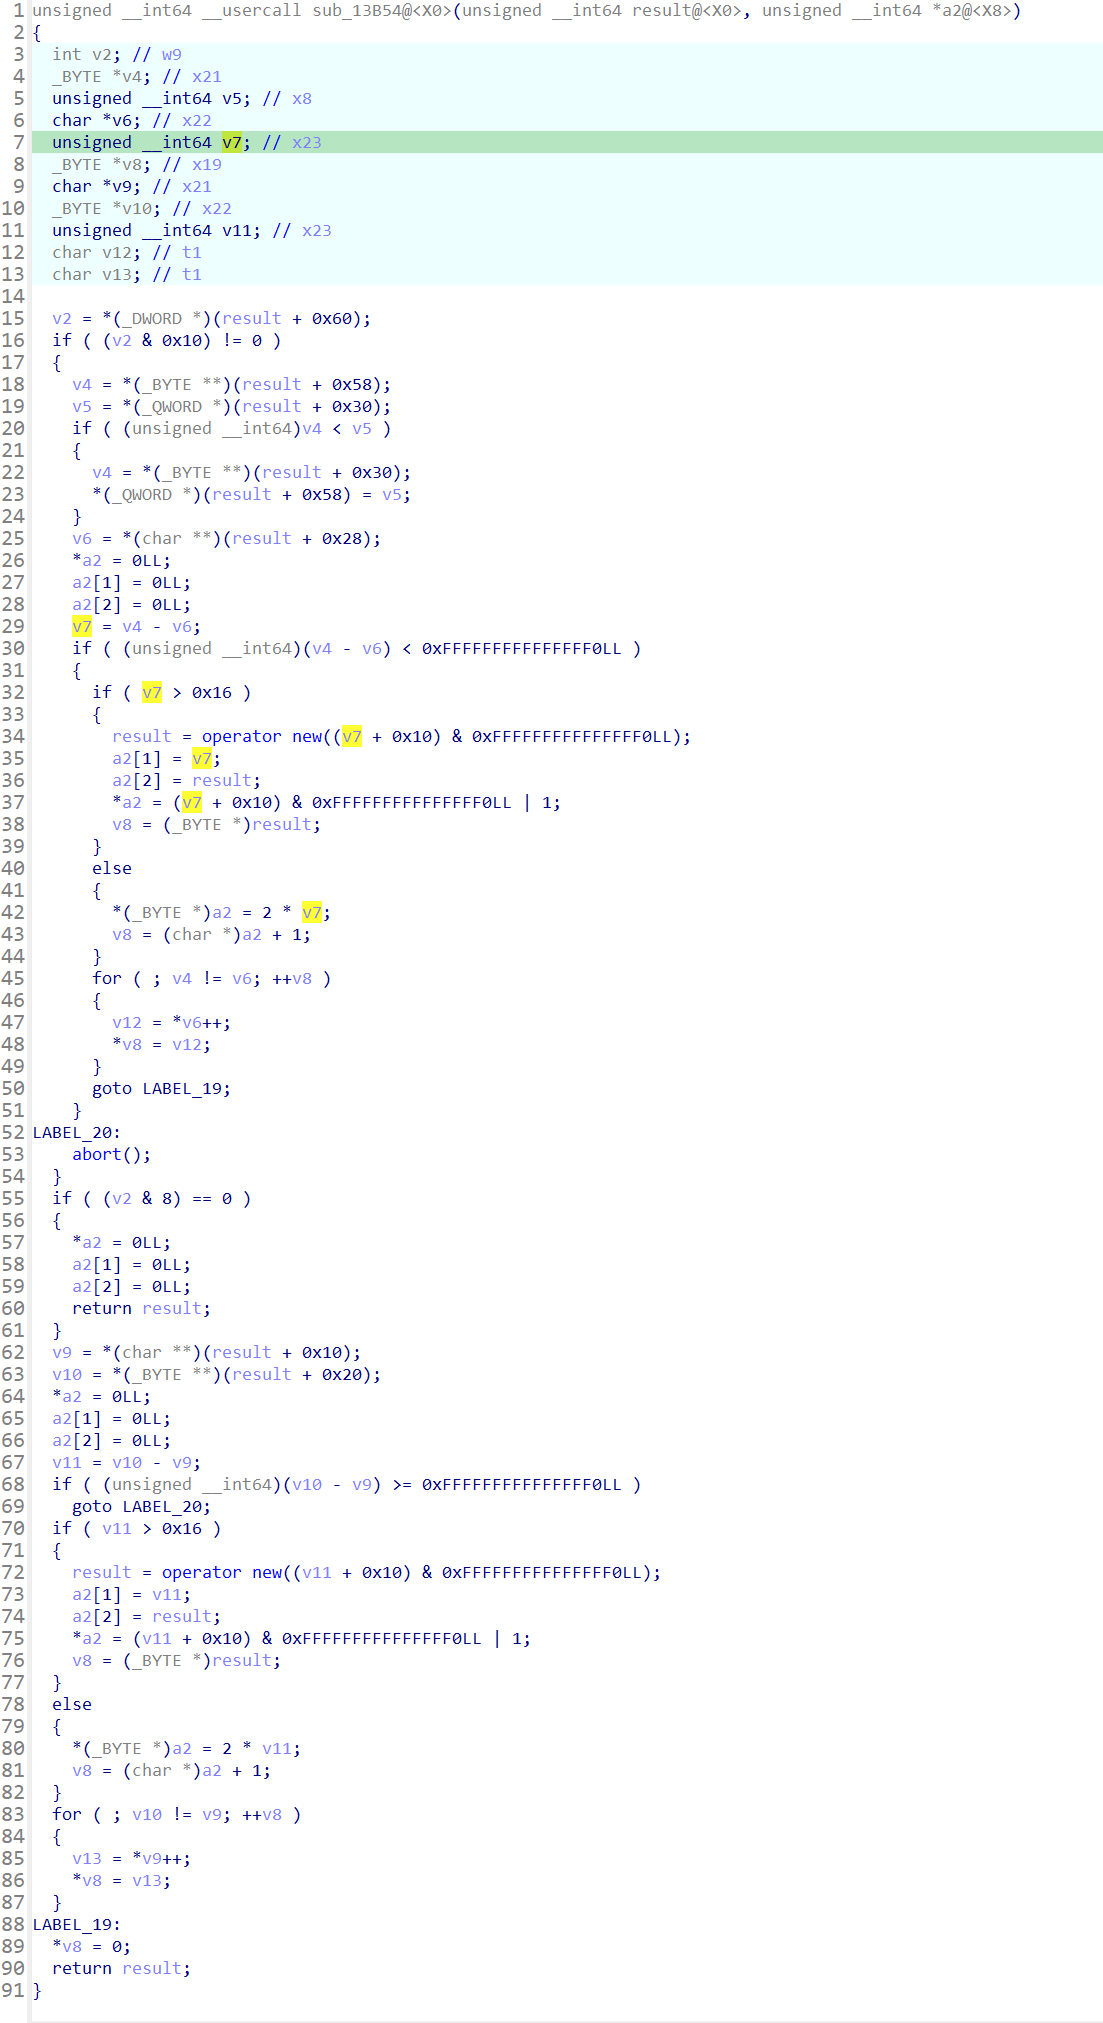 1 unsigned __int64 __usercall sub_13B54@<X0>(unsigned __int64 result@<X0>, unsigned __int64 *a2@<X8>)
2 {
3   int v2; // w9
4   _BYTE *v4; // x21
5   unsigned __int64 v5; // x8
6   char *v6; // x22
7   unsigned __int64 v7; // x23
8   _BYTE *v8; // x19
9   char *v9; // x21
10   _BYTE *v10; // x22
11   unsigned __int64 v11; // x23
12   char v12; // t1
13   char v13; // t1
14
15   v2 = *(_DWORD *)(result + 0x60);
16   if ( (v2 & 0x10) != 0 )
17   {
18     v4 = *(_BYTE **)(result + 0x58);
19     v5 = *(_QWORD *)(result + 0x30);
20     if ( (unsigned __int64)v4 < v5 )
21     {
22       v4 = *(_BYTE **)(result + 0x30);
23       *(_QWORD *)(result + 0x58) = v5;
24     }
25     v6 = *(char **)(result + 0x28);
26     *a2 = 0LL;
27     a2[1] = 0LL;
28     a2[2] = 0LL;
29     v7 = v4 - v6;
30     if ( (unsigned __int64)(v4 - v6) < 0xFFFFFFFFFFFFFFF0LL )
31     {
32       if ( v7 > 0x16 )
33       {
34         result = operator new((v7 + 0x10) & 0xFFFFFFFFFFFFFFF0LL);
35         a2[1] = v7;
36         a2[2] = result;
37         *a2 = (v7 + 0x10) & 0xFFFFFFFFFFFFFFF0LL | 1;
38         v8 = (_BYTE *)result;
39       }
40       else
41       {
42         *(_BYTE *)a2 = 2 * v7;
43         v8 = (char *)a2 + 1;
44       }
45       for ( ; v4 != v6; ++v8 )
46       {
47         v12 = *v6++;
48         *v8 = v12;
49       }
50       goto LABEL_19;
51     }
52 LABEL_20:
53     abort();
54   }
55   if ( (v2 & 8) == 0 )
56   {
57     *a2 = 0LL;
58     a2[1] = 0LL;
59     a2[2] = 0LL;
60     return result;
61   }
62   v9 = *(char **)(result + 0x10);
63   v10 = *(_BYTE **)(result + 0x20);
64   *a2 = 0LL;
65   a2[1] = 0LL;
66   a2[2] = 0LL;
67   v11 = v10 - v9;
68   if ( (unsigned __int64)(v10 - v9) >= 0xFFFFFFFFFFFFFFF0LL )
69     goto LABEL_20;
70   if ( v11 > 0x16 )
71   {
72     result = operator new((v11 + 0x10) & 0xFFFFFFFFFFFFFFF0LL);
73     a2[1] = v11;
74     a2[2] = result;
75     *a2 = (v11 + 0x10) & 0xFFFFFFFFFFFFFFF0LL | 1;
76     v8 = (_BYTE *)result;
77   }
78   else
79   {
80     *(_BYTE *)a2 = 2 * v11;
81     v8 = (char *)a2 + 1;
82   }
83   for ( ; v10 != v9; ++v8 )
84   {
85     v13 = *v9++;
86     *v8 = v13;
87   }
88 LABEL_19:
89   *v8 = 0;
90   return result;
91 }